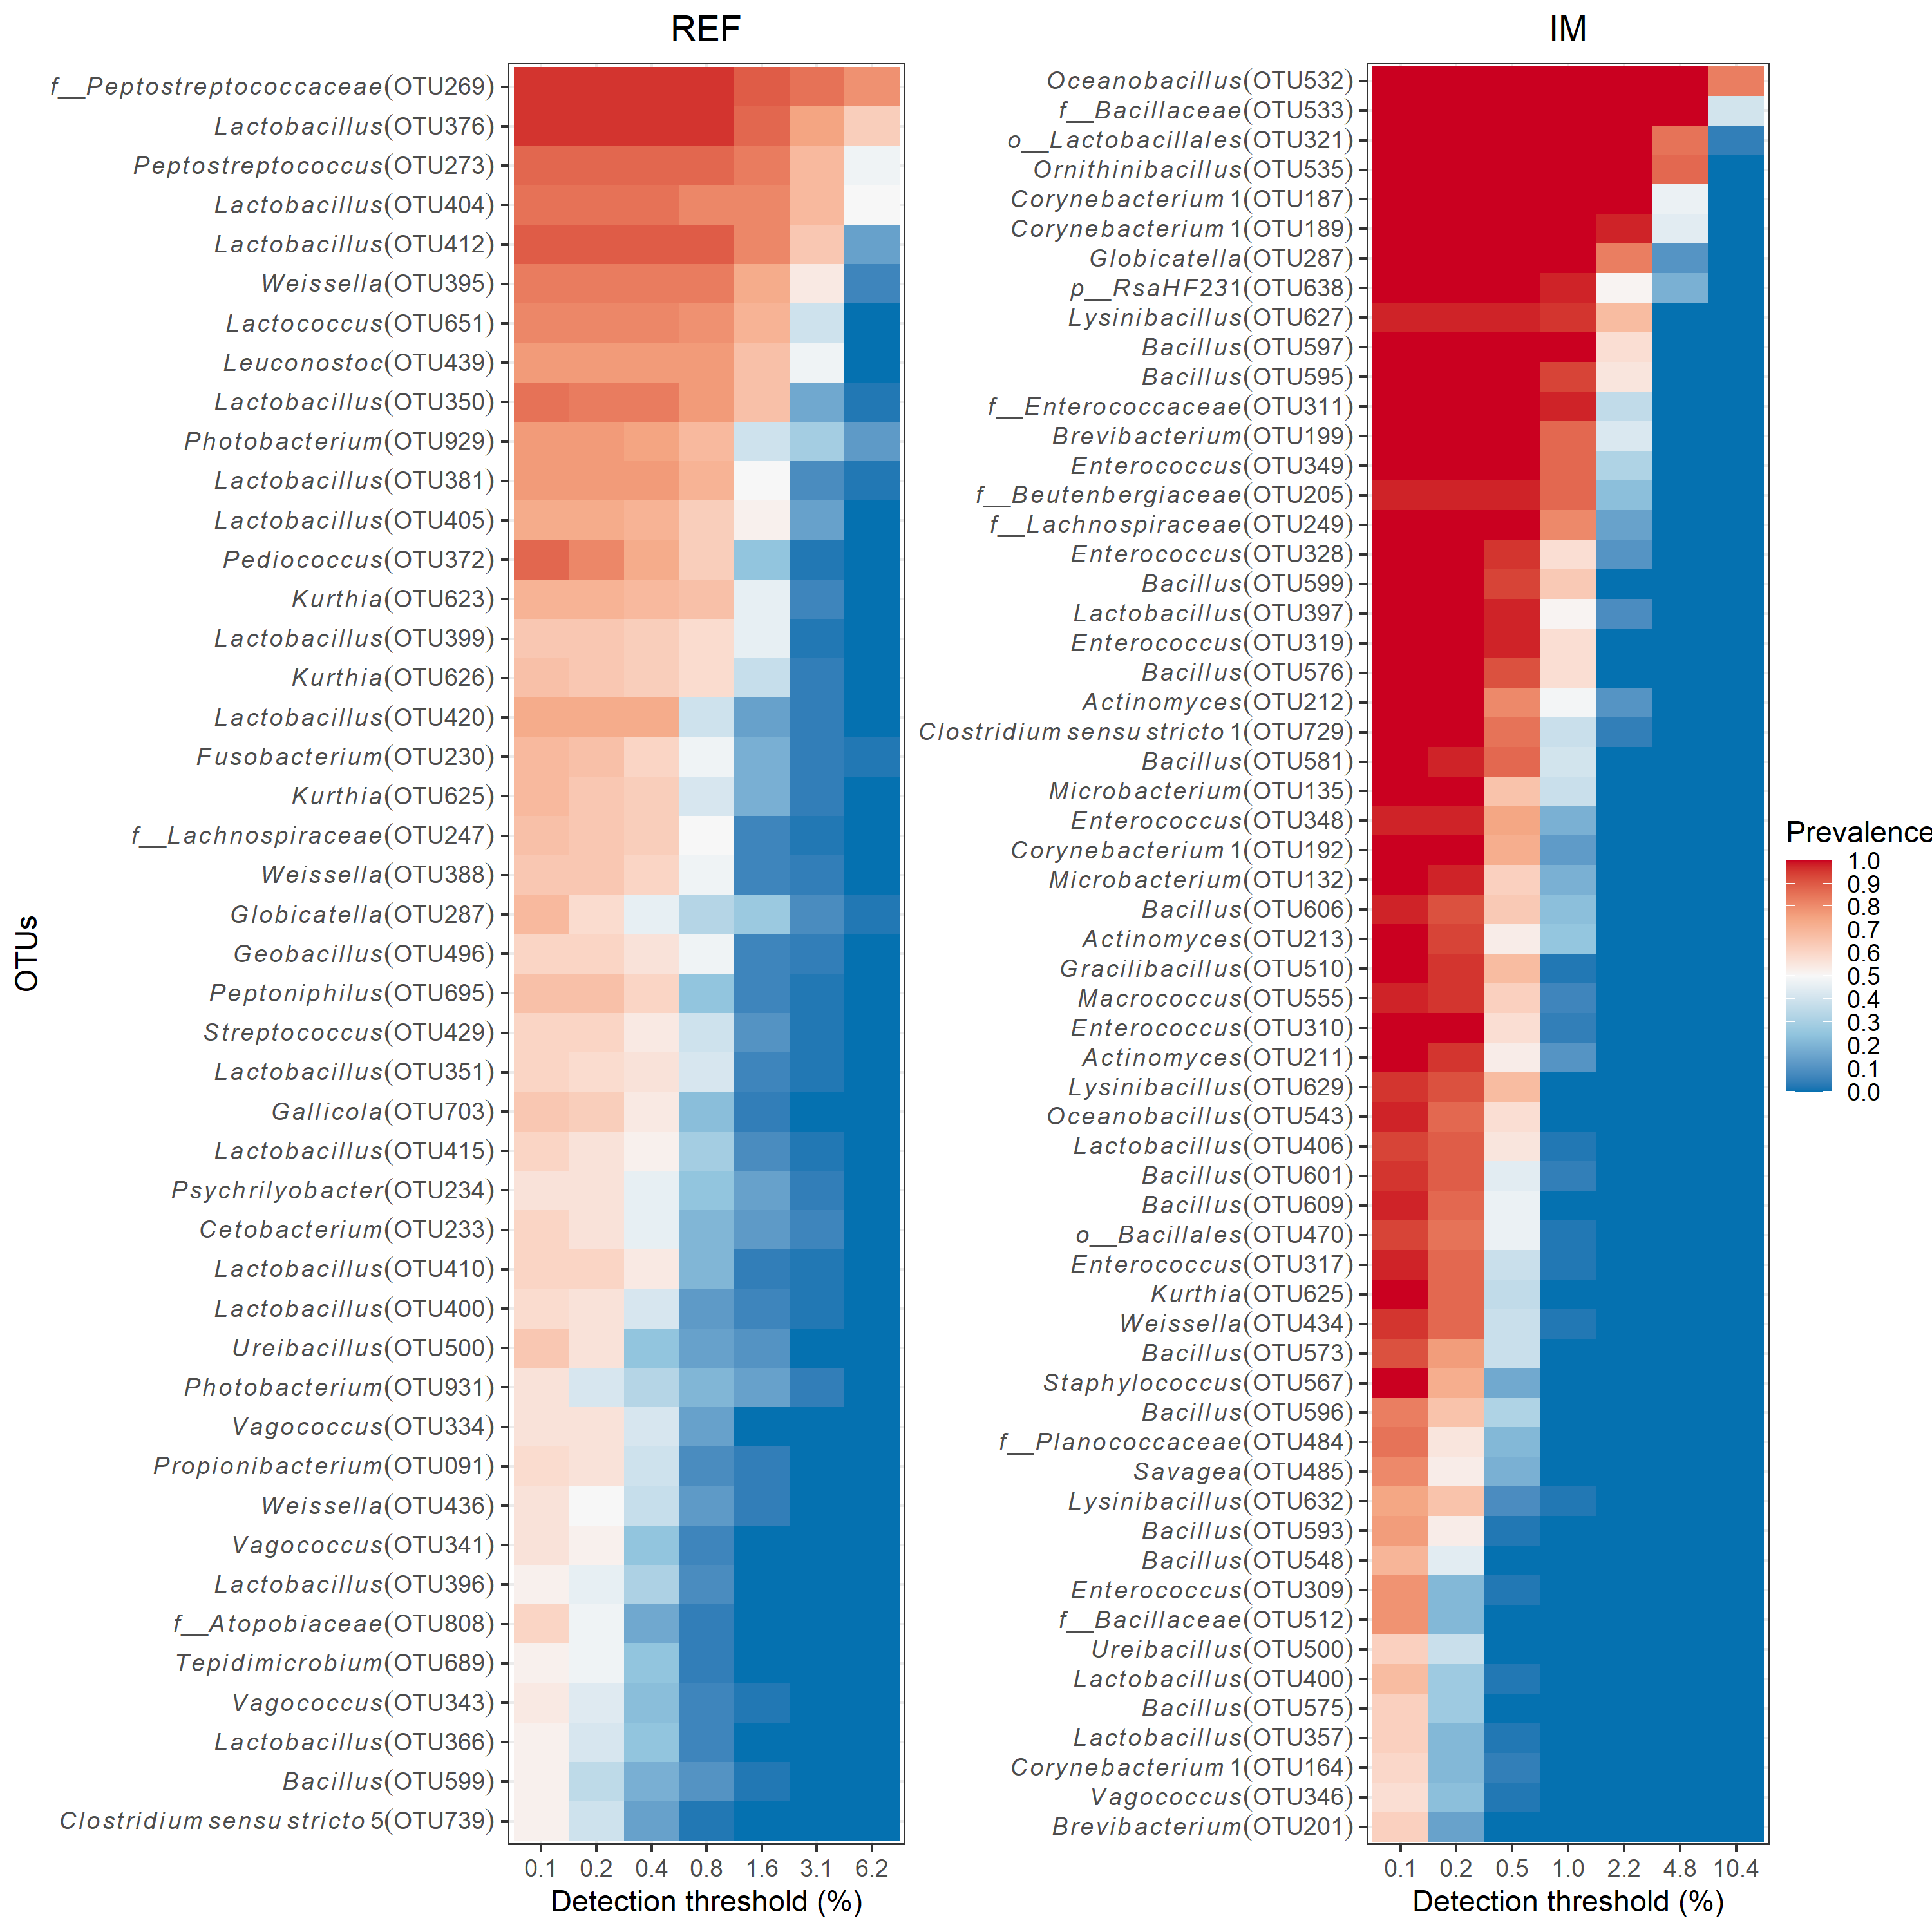 REF
f__Peptostreptococcaceae(OTU269)
Lactobacillus(OTU376)
Peptostreptococcus(OTU273)
Lactobacillus(OTU404)
Lactobacillus(OTU412)
Weissella(OTU395)
Lactococcus(OTU651)
Leuconostoc(OTU439)
Lactobacillus(OTU350)
Photobacterium(OTU929)
Lactobacillus(OTU381)
Lactobacillus(OTU405)
Pediococcus(OTU372)
Kurthia(OTU623)
Lactobacillus(OTU399)
Kurthia(OTU626)
Lactobacillus(OTU420)
Fusobacterium(OTU230)
Kurthia(OTU625)
f__Lachnospiraceae(OTU247)
Weissella(OTU388)
Globicatella(OTU287)
Geobacillus(OTU496)
Peptoniphilus(OTU695)
Streptococcus(OTU429)
Lactobacillus(OTU351)
Gallicola(OTU703)
Lactobacillus(OTU415)
Psychrilyobacter(OTU234)
Cetobacterium(OTU233)
Lactobacillus(OTU410)
Lactobacillus(OTU400)
Ureibacillus(OTU500)
Photobacterium(OTU931)
Vagococcus(OTU334)
Propionibacterium(OTU091)
Weissella(OTU436)
Vagococcus(OTU341)
Lactobacillus(OTU396)
f__Atopobiaceae(OTU808)
Tepidimicrobium(OTU689)
Vagococcus(OTU343)
Lactobacillus(OTU366)
Bacillus(OTU599)
Clostridium sensu stricto 5(OTU739)
0.1 0.2 0.4 0.8 1.6 3.1 6.2
Detection threshold (%)
OTUs
IM
Oceanobacillus(OTU532)
f__Bacillaceae(OTU533)
o__Lactobacillales(OTU321)
Ornithinibacillus(OTU535)
Corynebacterium 1(OTU187)
Corynebacterium 1(OTU189)
Globicatella(OTU287)
p__RsaHF231(OTU638)
Lysinibacillus(OTU627)
Bacillus(OTU597)
Bacillus(OTU595)
f__Enterococcaceae(OTU311)
Brevibacterium(OTU199)
Enterococcus(OTU349)
f__Beutenbergiaceae(OTU205)
f__Lachnospiraceae(OTU249)
Enterococcus(OTU328)
Bacillus(OTU599)
Lactobacillus(OTU397)
Enterococcus(OTU319)
Bacillus(OTU576)
Actinomyces(OTU212)
Clostridium sensu stricto 1(OTU729)
Bacillus(OTU581)
Microbacterium(OTU135)
Enterococcus(OTU348)
Corynebacterium 1(OTU192)
Microbacterium(OTU132)
Bacillus(OTU606)
Actinomyces(OTU213)
Gracilibacillus(OTU510)
Macrococcus(OTU555)
Enterococcus(OTU310)
Actinomyces(OTU211)
Lysinibacillus(OTU629)
Oceanobacillus(OTU543)
Lactobacillus(OTU406)
Bacillus(OTU601)
Bacillus(OTU609)
o__Bacillales(OTU470)
Enterococcus(OTU317)
Kurthia(OTU625)
Weissella(OTU434)
Bacillus(OTU573)
Staphylococcus(OTU567)
Bacillus(OTU596)
f__Planococcaceae(OTU484)
Savagea(OTU485)
Lysinibacillus(OTU632)
Bacillus(OTU593)
Bacillus(OTU548)
Enterococcus(OTU309)
f__Bacillaceae(OTU512)
Ureibacillus(OTU500)
Lactobacillus(OTU400)
Bacillus(OTU575)
Lactobacillus(OTU357)
Corynebacterium 1(OTU164)
Vagococcus(OTU346)
Brevibacterium(OTU201)
0.1 0.2 0.5 1.0 2.2 4.8 10.4
Detection threshold (%)
Prevalence
1.0
0.9
0.8
0.7
0.6
0.5
0.4
0.3
0.2
0.1
0.0